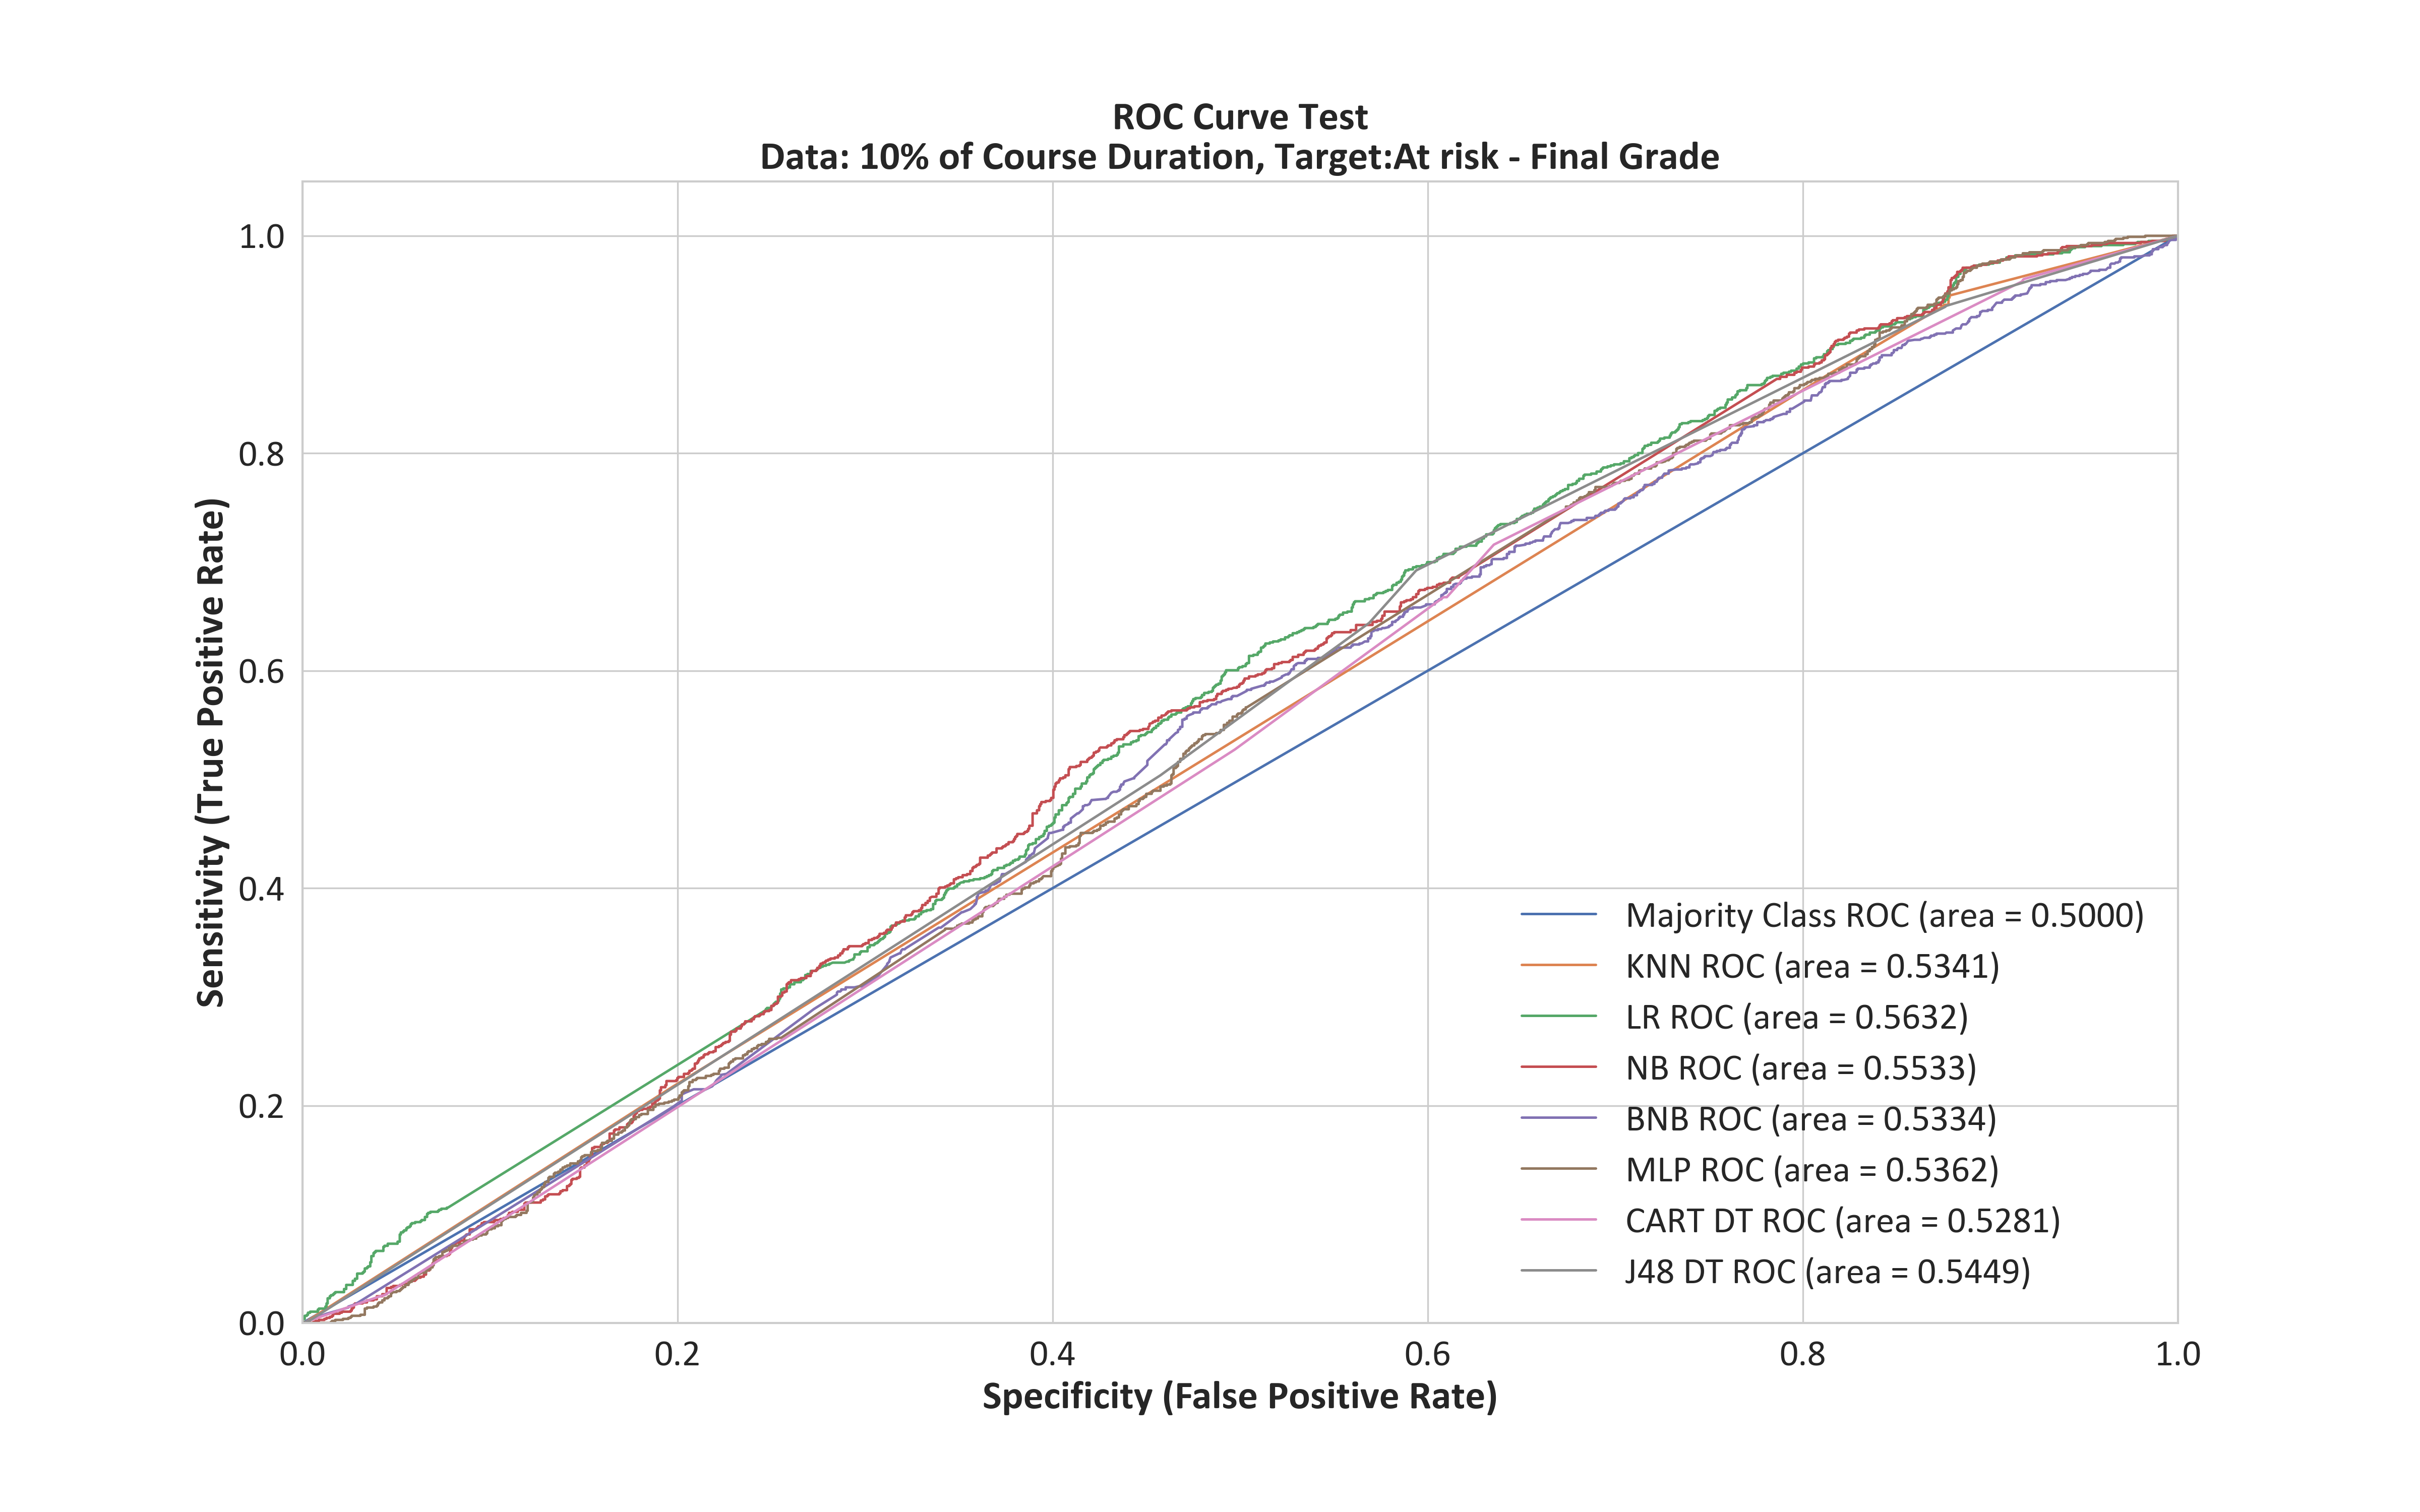 ROC Curve Test
Data: 10% of Course Duration, Target:At risk - Final Grade
Sensitivity (True Positive Rate)
1.0
0.8
0.6
0.4
0.2
0.0
Majority Class ROC (area = 0.5000)
KNN ROC (area = 0.5341)
LR ROC (area = 0.5632)
NB ROC (area = 0.5533)
BNB ROC (area = 0.5334)
MLP ROC (area = 0.5362)
CART DT ROC (area = 0.5281)
J48 DT ROC (area = 0.5449)
0.0 0.2 0.4 0.6 0.8 1.0
Specificity (False Positive Rate)